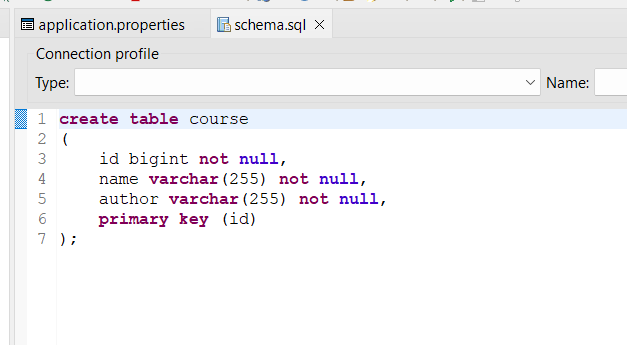 application.properties
schema.sql
Connection profile
Type:
Name:
1 create table course
2 (
3     id bigint not null,
4     name varchar(255) not null,
5     author varchar(255) not null,
6     primary key (id)
7 );